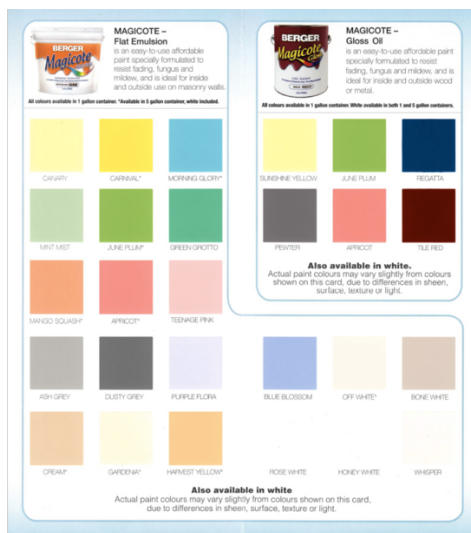 MAGICOTE –
Flat Emulsion
is an easy-to-use affordable
paint specially formulated to
resist fading, fungus and
mildew, and is ideal for inside
and outside use on masonry walls.
BERGER
Magicote
All colours available in 1 gallon container. *Available in 5 gallon container, white included.
CANARY
CARNIVAL*
MORNING GLORY*
MINT MIST
JUNE PLUM*
GREEN GROTTO
MANGO SQUASH*
APRICOT*
TEENAGE PINK
MAGICOTE –
Gloss Oil
is an easy-to-use affordable paint
specially formulated to resist
fading, fungus and mildew, and is
ideal for inside and outside wood
or metal.
BERGER
Magicote
Gloss
All colours available in 1 gallon container. White available in both 1 and 5 gallon containers.
SUNSHINE YELLOW
JUNE PLUM
REGATTA
PEWTER
APRICOT
TILE RED
Also available in white.
Actual paint colours may vary slightly from colours
shown on this card, due to differences in sheen,
surface, texture or light.
ASH GREY
DUSTY GREY
PURPLE FLORA
BLUE BLOSSOM
OFF WHITE*
BONE WHITE
CREAM*
GARDENIA*
HARVEST YELLOW*
ROSE WHITE
HONEY WHITE
WHISPER
Also available in white
Actual paint colours may vary slightly from colours shown on this card,
due to differences in sheen, surface, texture or light.